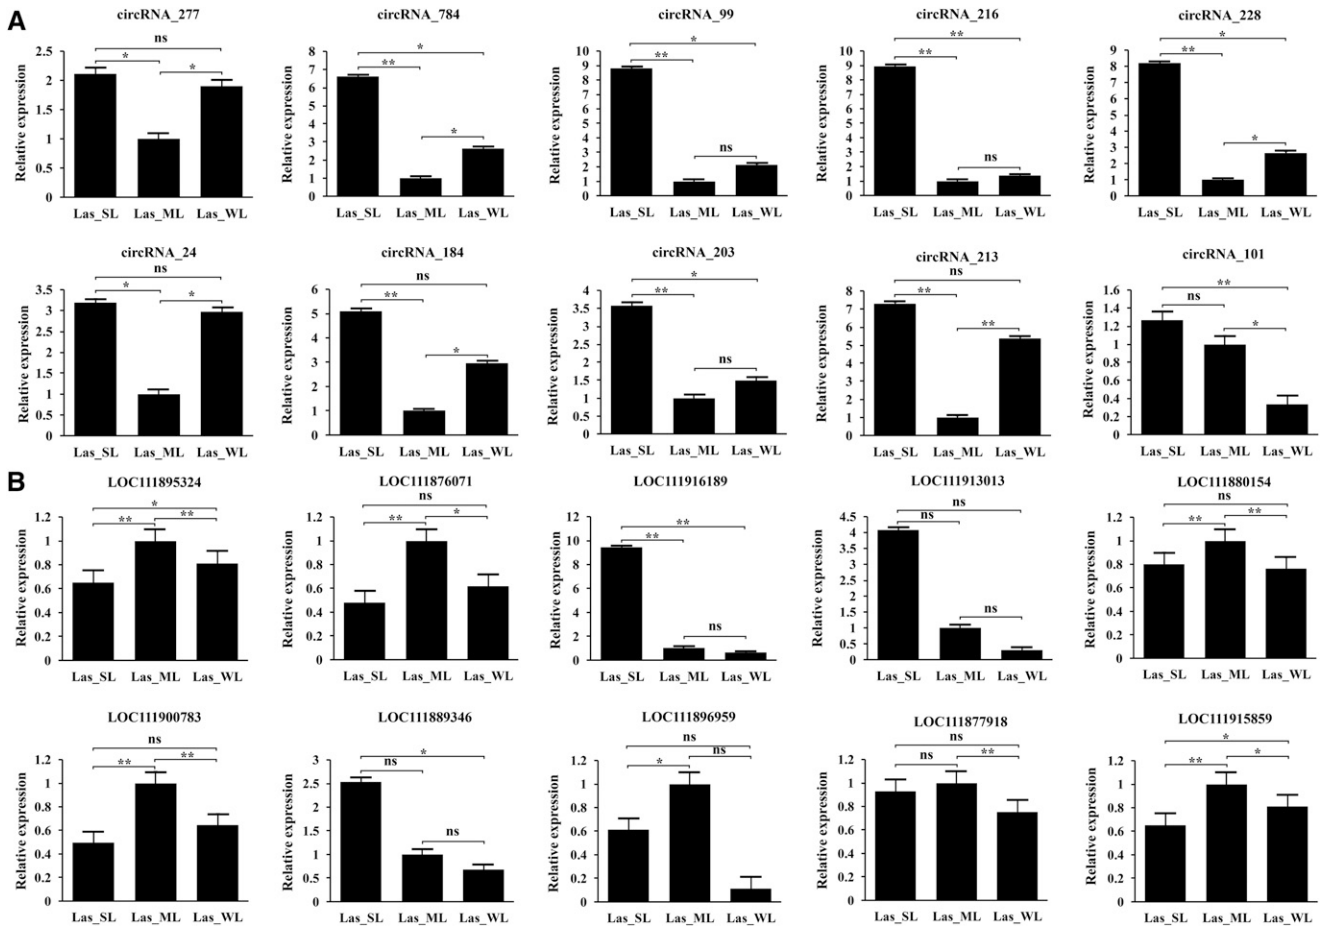 A
circRNA_277
ns
*
*
Relative expression
2.5
2
1.5
1
0.5
0
Las_SL Las_ML Las_WL
circRNA_784
*
**
*
Relative expression
8
7
6
5
4
3
2
1
0
Las_SL Las_ML Las_WL
circRNA_99
*
**
ns
Relative expression
10
9
8
7
6
5
4
3
2
1
0
Las_SL Las_ML Las_WL
circRNA_216
**
**
ns
Relative expression
10
9
8
7
6
5
4
3
2
1
0
Las_SL Las_ML Las_WL
circRNA_228
*
**
*
Relative expression
9
8
7
6
5
4
3
2
1
0
Las_SL Las_ML Las_WL
circRNA_24
ns
*
*
Relative expression
3.5
3
2.5
2
1.5
1
0.5
0
Las_SL Las_ML Las_WL
circRNA_184
ns
**
*
Relative expression
6
5
4
3
2
1
0
Las_SL Las_ML Las_WL
circRNA_203
*
**
ns
Relative expression
4
3.5
3
2.5
2
1.5
1
0.5
0
Las_SL Las_ML Las_WL
circRNA_213
ns
**
**
Relative expression
8
7
6
5
4
3
2
1
0
Las_SL Las_ML Las_WL
circRNA_101
**
ns
*
Relative expression
1.6
1.4
1.2
1
0.8
0.6
0.4
0.2
0
Las_SL Las_ML Las_WL
B
LOC111895324
*
**
**
Relative expression
1.2
1
0.8
0.6
0.4
0.2
0
Las_SL Las_ML Las_WL
LOC111876071
ns
**
*
Relative expression
1.2
1
0.8
0.6
0.4
0.2
0
Las_SL Las_ML Las_WL
LOC111916189
**
**
ns
Relative expression
12
10
8
6
4
2
0
Las_SL Las_ML Las_WL
LOC111913013
ns
ns
ns
Relative expression
4.5
4
3.5
3
2.5
2
1.5
1
0.5
0
Las_SL Las_ML Las_WL
LOC111880154
ns
**
**
Relative expression
1.2
1
0.8
0.6
0.4
0.2
0
Las_SL Las_ML Las_WL
LOC111900783
ns
**
**
Relative expression
1.2
1
0.8
0.6
0.4
0.2
0
Las_SL Las_ML Las_WL
LOC111889346
*
ns
ns
Relative expression
3
2.5
2
1.5
1
0.5
0
Las_SL Las_ML Las_WL
LOC111896959
ns
ns
*
Relative expression
1.2
1
0.8
0.6
0.4
0.2
0
Las_SL Las_ML Las_WL
LOC111877918
ns
ns
**
Relative expression
1.2
1
0.8
0.6
0.4
0.2
0
Las_SL Las_ML Las_WL
LOC111915859
*
**
*
Relative expression
1.2
1
0.8
0.6
0.4
0.2
0
Las_SL Las_ML Las_WL